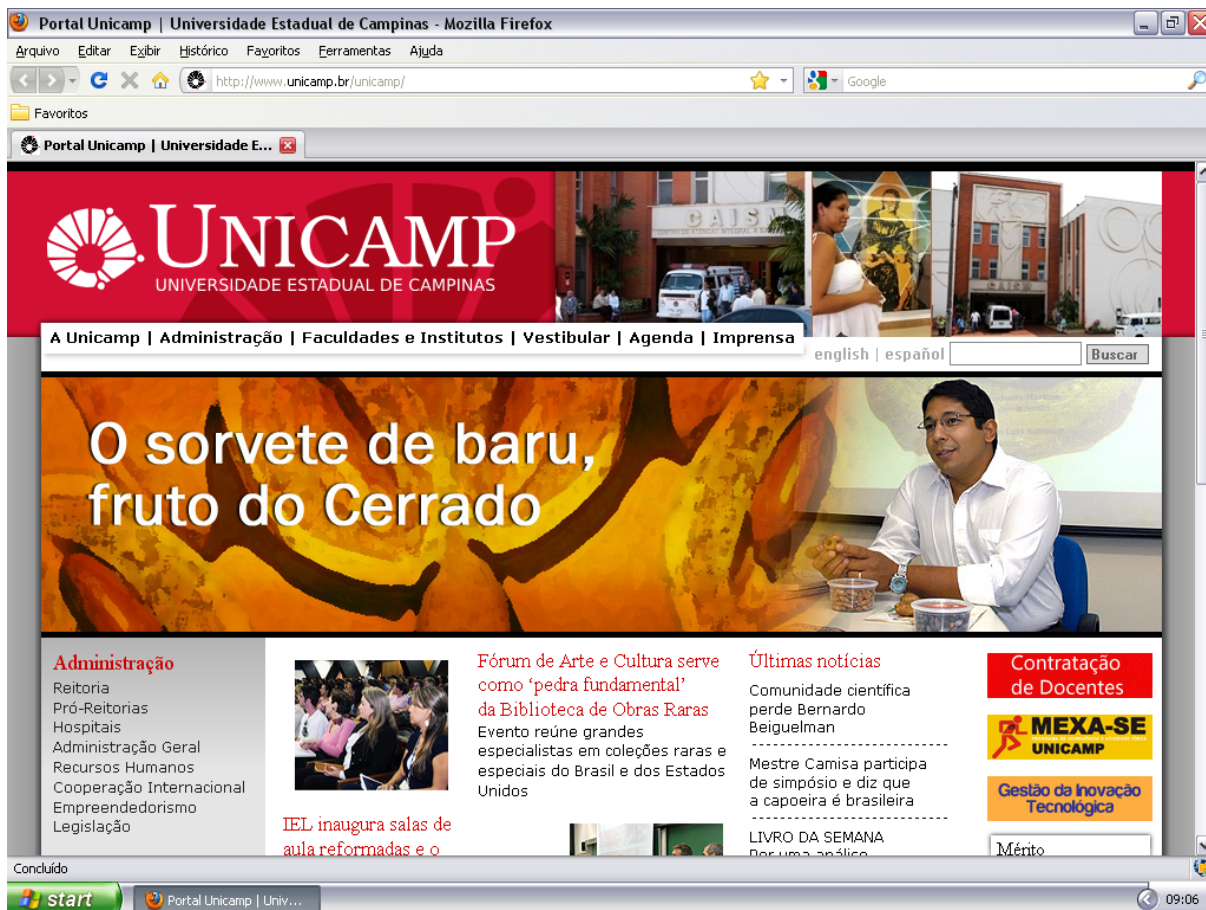 Portal Unicamp | Universidade Estadual de Campinas - Mozilla Firefox
Arquivo Editar Exibir Histórico Favoritos Ferramentas Ajuda
http://www.unicamp.br/unicamp/
Google
Favoritos
Portal Unicamp | Universidade E...
UNICAMP
UNIVERSIDADE ESTADUAL DE CAMPINAS
CAISM
CAISM
A Unicamp | Administração | Faculdades e Institutos | Vestibular | Agenda | Imprensa
english | español
Buscar
O sorvete de baru,
fruto do Cerrado
Administração
Reitoria
Pró-Reitorias
Hospitais
Administração Geral
Recursos Humanos
Cooperação Internacional
Empreendedorismo
Legislação
IEL inaugura salas de
aula reformadas e o
Fórum de Arte e Cultura serve
como ‘pedra fundamental’
da Biblioteca de Obras Raras
Evento reúne grandes
especialistas em coleções raras e
especiais do Brasil e dos Estados
Unidos
Últimas notícias
Comunidade científica
perde Bernardo
Beiguelman
Mestre Camisa participa
de simpósio e diz que
a capoeira é brasileira
LIVRO DA SEMANA
Por uma análise
Contratação
de Docentes
MEXA-SE
UNICAMP
Gestão da Inovação
Tecnológica
Mérito
Concluído
start
Portal Unicamp | Univ...
09:06